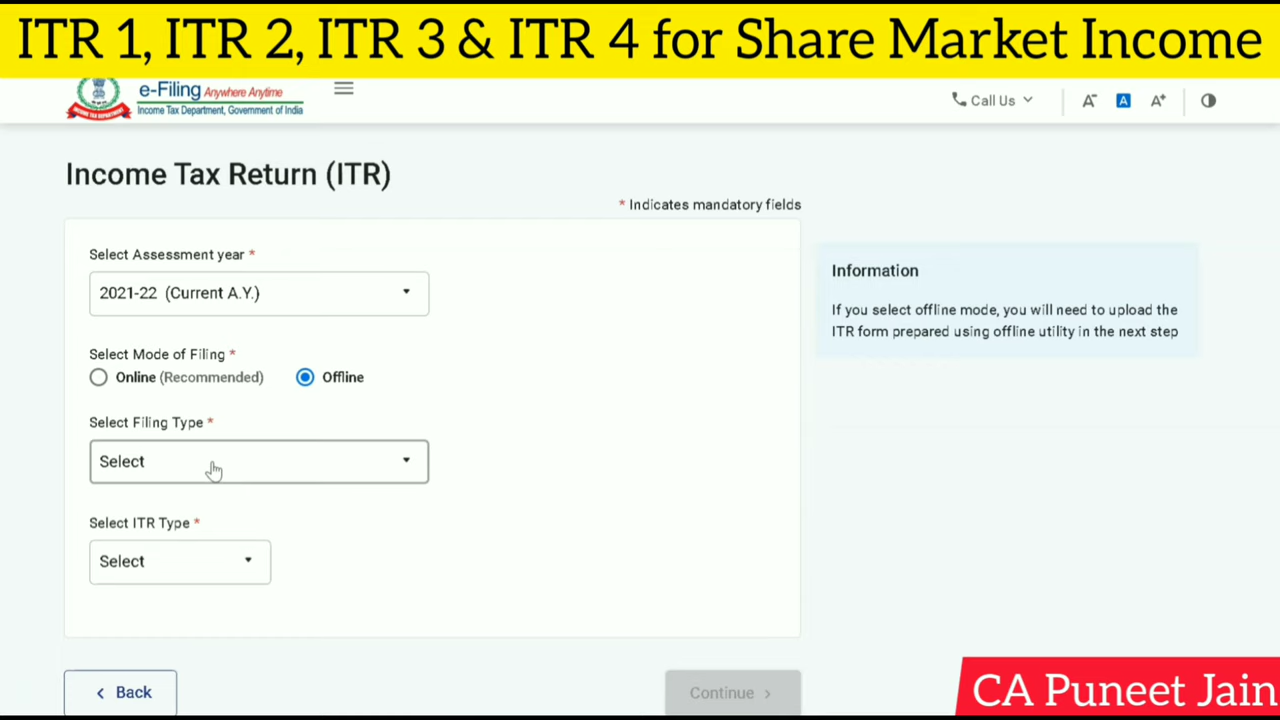 ITR 1, ITR 2, ITR 3 & ITR 4 for Share Market Income
e-Filing Anywhere Anytime
Income Tax Department, Government of India
Call Us
A-
A
A+
Income Tax Return (ITR)
* Indicates mandatory fields
Select Assessment year *
2021-22 (Current A.Y.)
Information
If you select offline mode, you will need to upload the
ITR form prepared using offline utility in the next step
Select Mode of Filing *
Online (Recommended)
Offline
Select Filing Type *
Select
Select ITR Type *
Select
< Back
Continue >
CA Puneet Jain